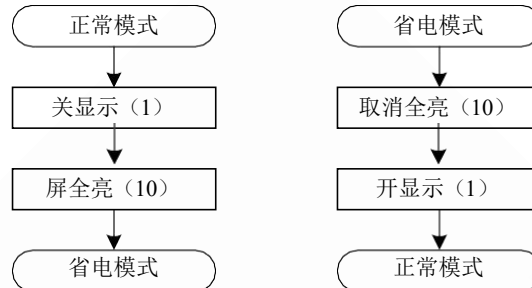 正常模式
关显示（1）
屏全亮（10）
省电模式
省电模式
取消全亮（10）
开显示（1）
正常模式